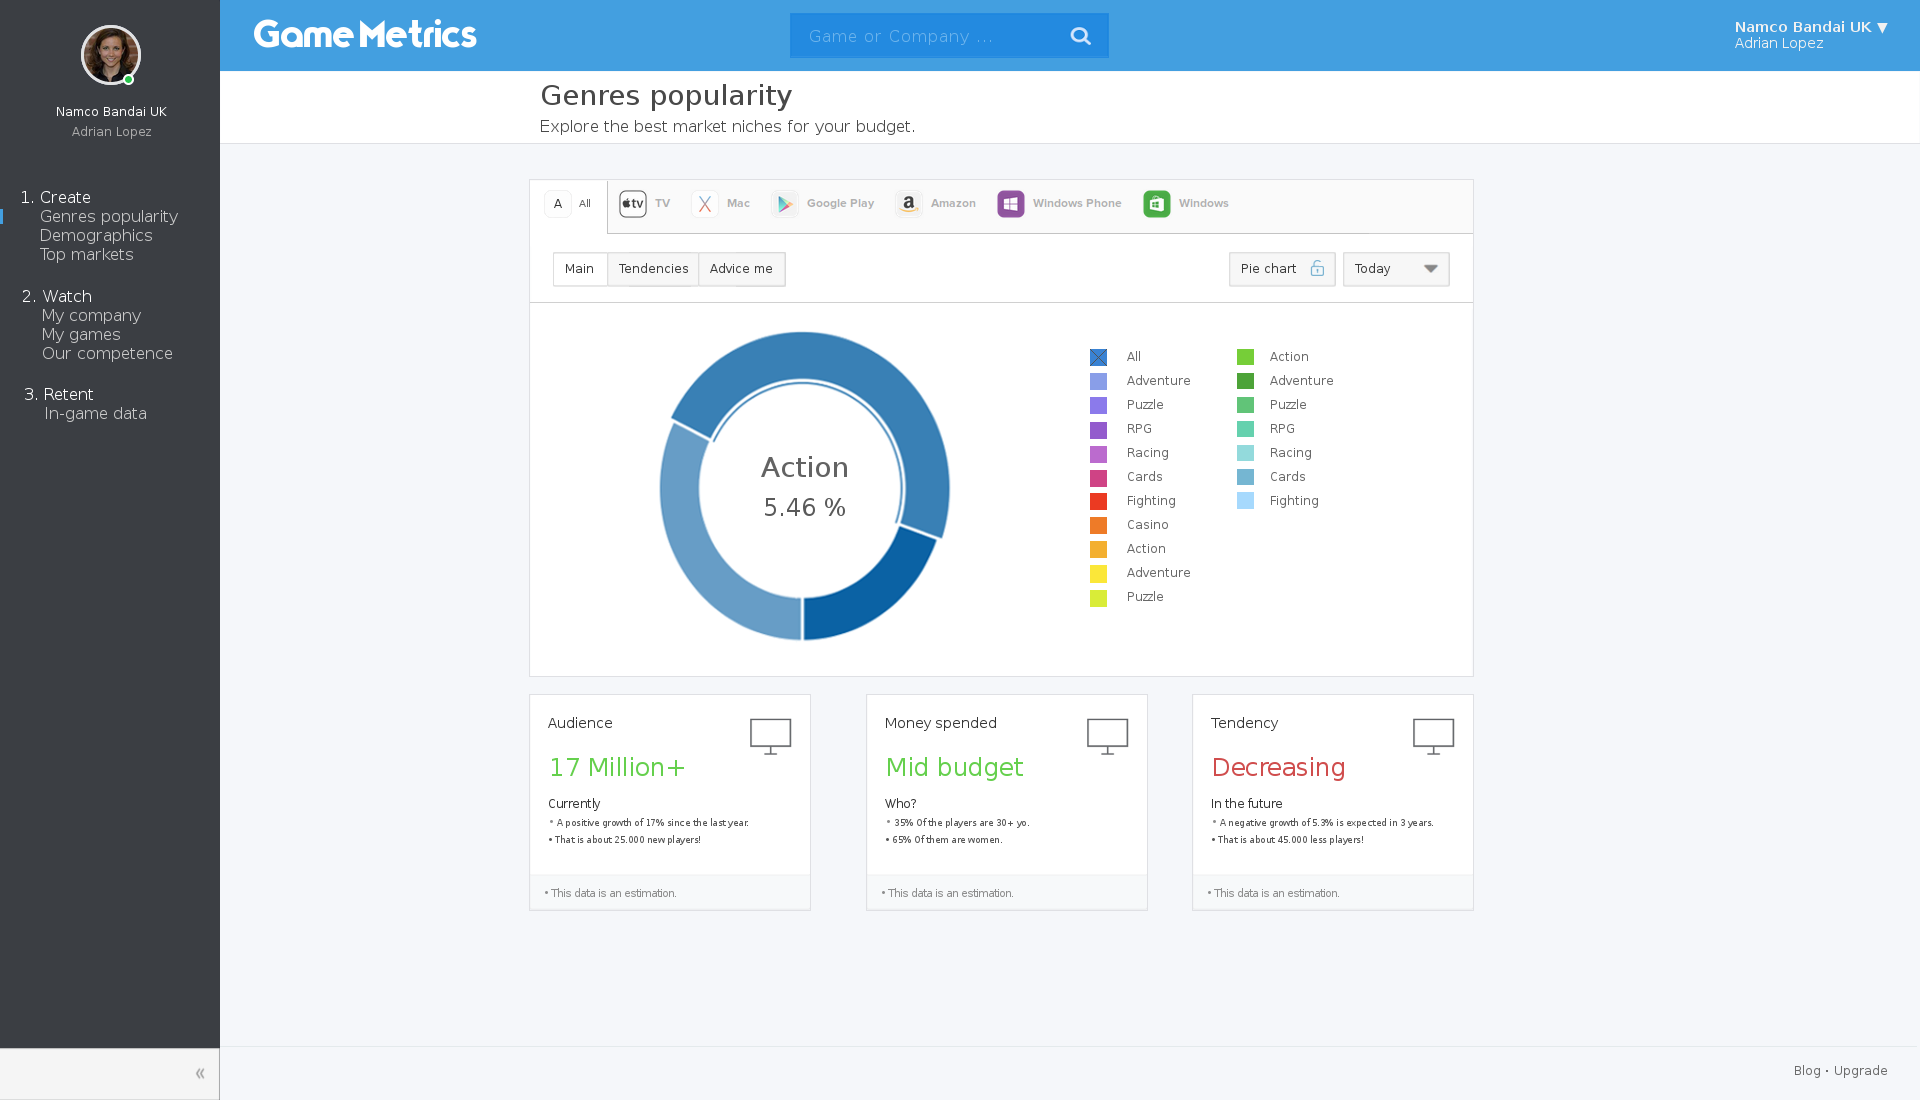 Game Metrics
Game or Company ...
Namco Bandai UK ▼
Adrian Lopez
Namco Bandai UK
Adrian Lopez
1. Create
Genres popularity
Demographics
Top markets
2. Watch
My company
My games
Our competence
3. Retent
In-game data
«
Genres popularity
Explore the best market niches for your budget.
A All
tv TV
X Mac
Google Play
a Amazon
Windows Phone
Windows
Main
Tendencies
Advice me
Pie chart
Today
Action
5.46 %
All
Adventure
Puzzle
RPG
Racing
Cards
Fighting
Casino
Action
Adventure
Puzzle
Action
Adventure
Puzzle
RPG
Racing
Cards
Fighting
Audience
17 Million+
Currently
• A positive growth of 17% since the last year.
• That is about 25.000 new players!
• This data is an estimation.
Money spended
Mid budget
Who?
• 35% Of the players are 30+ yo.
• 65% Of them are women.
• This data is an estimation.
Tendency
Decreasing
In the future
• A negative growth of 5.3% is expected in 3 years.
• That is about 45.000 less players!
• This data is an estimation.
Blog • Upgrade